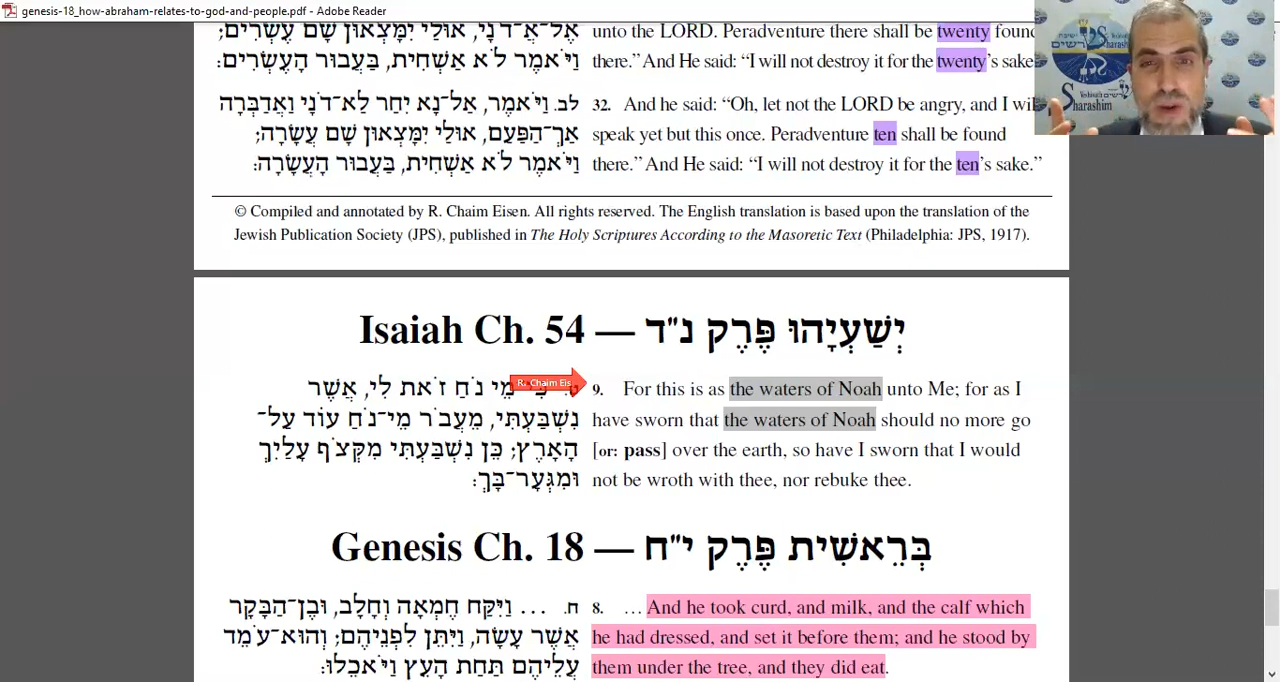 genesis-18_how-abraham-relates-to-god-and-people.pdf - Adobe Reader
אֶל־אֲ־דֹנָי, אוּלַי יִמָּצְאוּן שָׁם עֶשְׂרִים;
וַיֹּאמֶר לֹא אַשְׁחִית, בַּעֲבוּר הָעֶשְׂרִים:
unto the LORD. Peradventure there shall be twenty found
there.” And He said: “I will not destroy it for the twenty’s sake
לב. וַיֹּאמֶר, אַל־נָא יִחַר לַא־דֹנָי וַאֲדַבְּרָה
אַךְ־הַפַּעַם, אוּלַי יִמָּצְאוּן שָׁם עֲשָׂרָה;
וַיֹּאמֶר לֹא אַשְׁחִית, בַּעֲבוּר הָעֲשָׂרָה:
32. And he said: “Oh, let not the LORD be angry, and I wil
speak yet but this once. Peradventure ten shall be found
there.” And He said: “I will not destroy it for the ten’s sake.”
© Compiled and annotated by R. Chaim Eisen. All rights reserved. The English translation is based upon the translation of the
Jewish Publication Society (JPS), published in The Holy Scriptures According to the Masoretic Text (Philadelphia: JPS, 1917).
Isaiah Ch. 54 — יְשַׁעְיָהוּ פֶּרֶק נ"ד
R. Chaim Eis
מֵי נֹחַ זֹאת לִי, אֲשֶׁר
נִשְׁבַּעְתִּי, מֵעֲבֹר מֵי־נֹחַ עוֹד עַל־
הָאָרֶץ; כֵּן נִשְׁבַּעְתִּי מִקְּצֹף עָלַיִךְ
וּמִגְּעָר־בָּךְ:
9. For this is as the waters of Noah unto Me; for as I
have sworn that the waters of Noah should no more go
[or: pass] over the earth, so have I sworn that I would
not be wroth with thee, nor rebuke thee.
Genesis Ch. 18 — בְּרֵאשִׁית פֶּרֶק י"ח
ח. ... וַיִּקַּח חֶמְאָה וְחָלָב, וּבֶן־הַבָּקָר
אֲשֶׁר עָשָׂה, וַיִּתֵּן לִפְנֵיהֶם; וְהוּא־עֹמֵד
עֲלֵיהֶם תַּחַת הָעֵץ וַיֹּאכֵלוּ:
8. … And he took curd, and milk, and the calf which
he had dressed, and set it before them; and he stood by
them under the tree, and they did eat.
Yeshivath
Sharashim